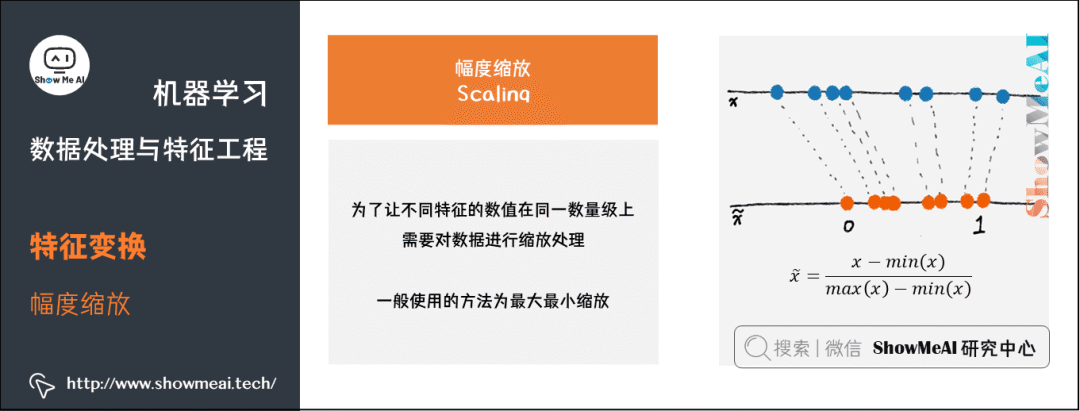 Show Me AI
机器学习
数据处理与特征工程
特征变换
幅度缩放
http://www.showmeai.tech/
幅度缩放
Scaling
为了让不同特征的数值在同一数量级上
需要对数据进行缩放处理
一般使用的方法为最大最小缩放
x
x̃
0 1
x̃ = (x − min(x)) / (max(x) − min(x))
ShowMeAI
搜索 | 微信 ShowMeAI 研究中心